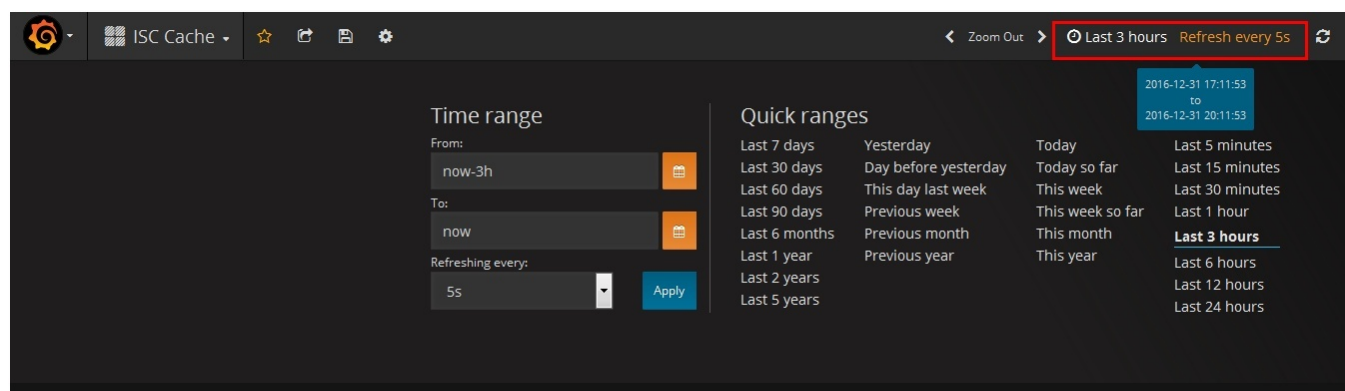 ISC Cache
Zoom Out
Last 3 hours Refresh every 5s
2016-12-31 17:11:53
to
2016-12-31 20:11:53
Time range
From:
now-3h
To:
now
Refreshing every:
5s
Apply
Quick ranges
Last 7 days
Last 30 days
Last 60 days
Last 90 days
Last 6 months
Last 1 year
Last 2 years
Last 5 years
Yesterday
Day before yesterday
This day last week
Previous week
Previous month
Previous year
Today
Today so far
This week
This week so far
This month
This year
Last 5 minutes
Last 15 minutes
Last 30 minutes
Last 1 hour
Last 3 hours
Last 6 hours
Last 12 hours
Last 24 hours